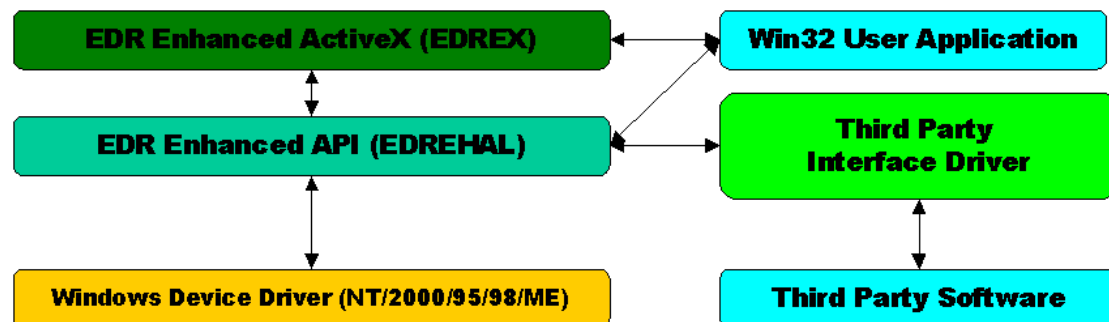 EDR Enhanced ActiveX (EDREX)
Win32 User Application
EDR Enhanced API (EDREHAL)
Third Party
Interface Driver
Windows Device Driver (NT/2000/95/98/ME)
Third Party Software